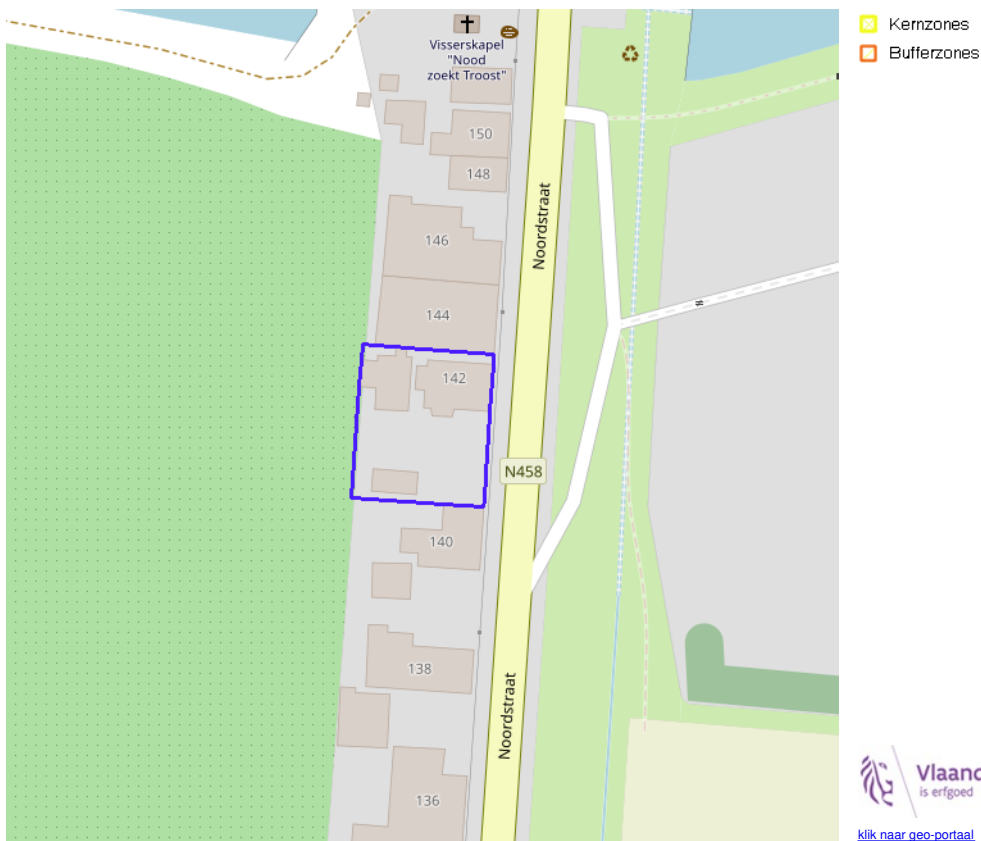 Visserskapel
"Nood
zoekt Troost"
150
148
146
144
142
140
138
136
Noordstraat
N458
Noordstraat
Kernzones
Bufferzones
is erfgoed
klik naar geo-portaal